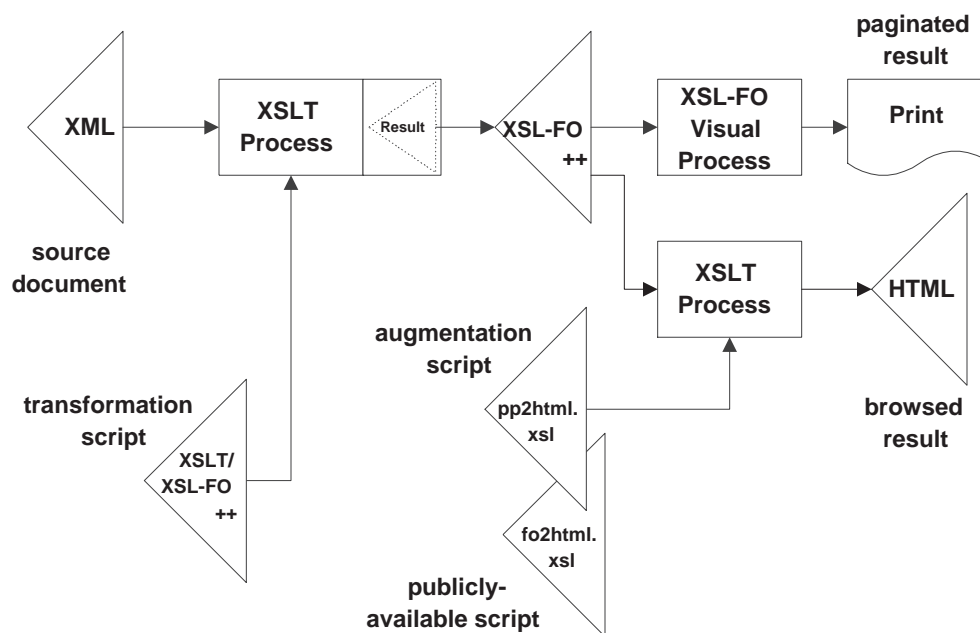 paginated
result
XML
XSLT
Process
Result
XSL-FO
++
XSL-FO
Visual
Process
Print
source
document
XSLT
Process
HTML
augmentation
script
transformation
script
pp2html.
xsl
browsed
result
XSLT/
XSL-FO
++
fo2html.
xsl
publicly-
available script